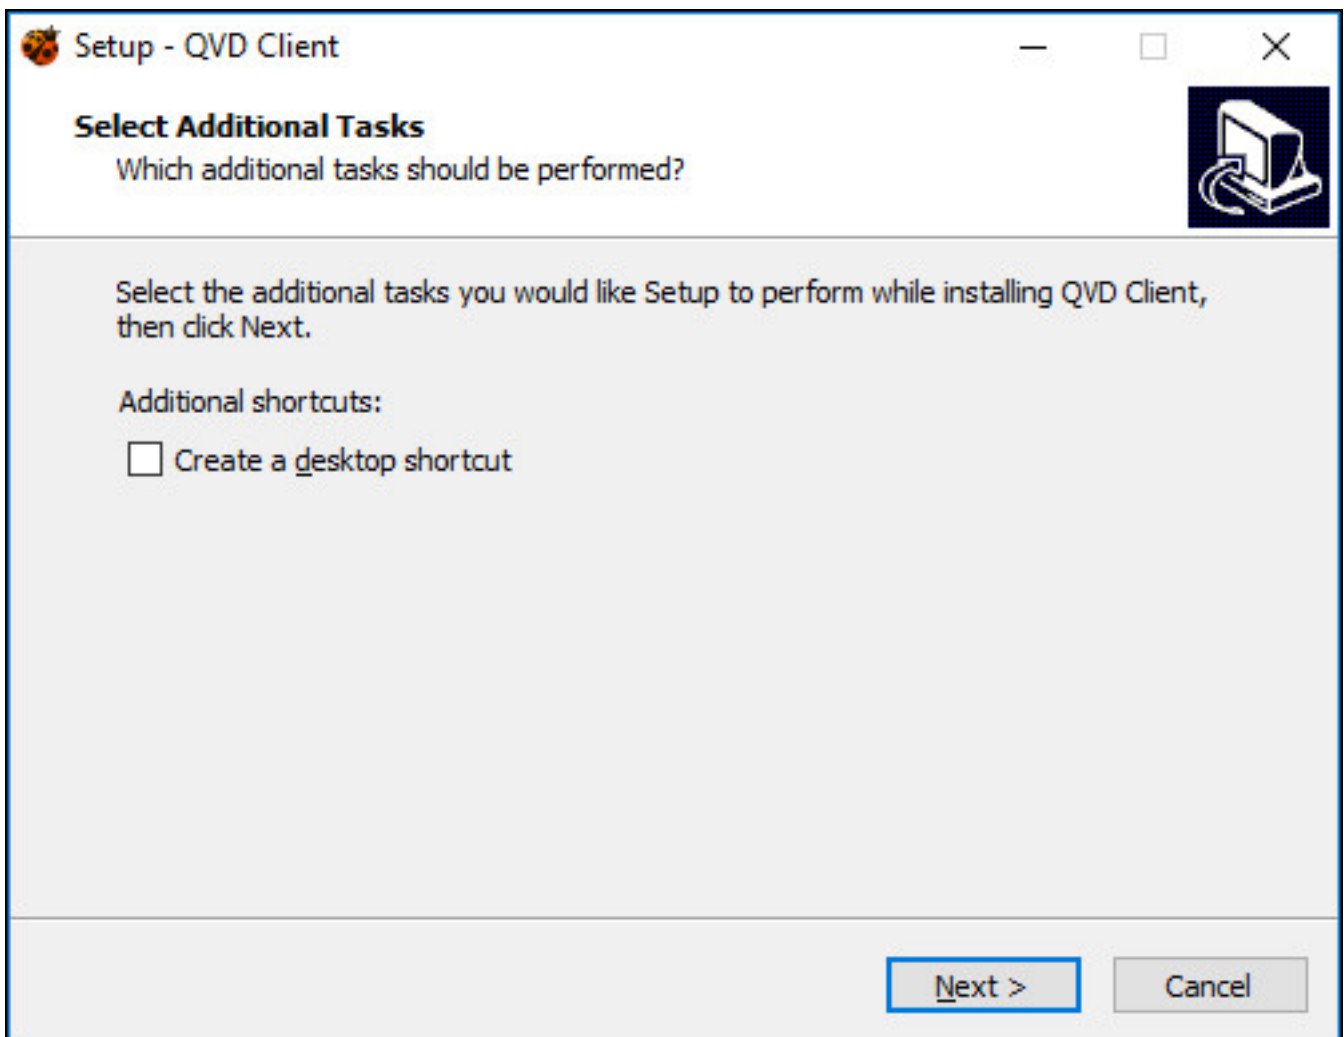 Setup - QVD Client
Select Additional Tasks
Which additional tasks should be performed?
Select the additional tasks you would like Setup to perform while installing QVD Client,
then click Next.
Additional shortcuts:
Create a desktop shortcut
Next >
Cancel